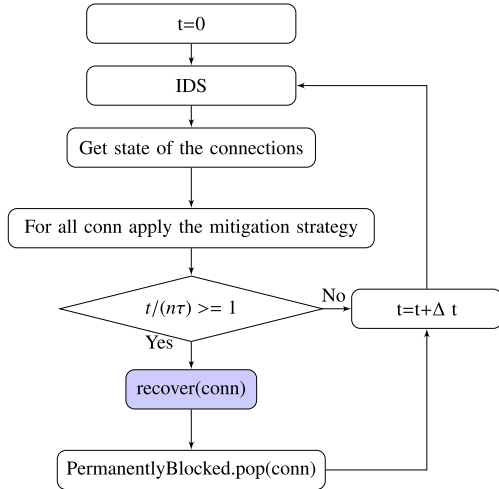 t=0
IDS
Get state of the connections
For all conn apply the mitigation strategy
t/(nτ) >= 1
No
t=t+Δ t
Yes
recover(conn)
PermanentlyBlocked.pop(conn)